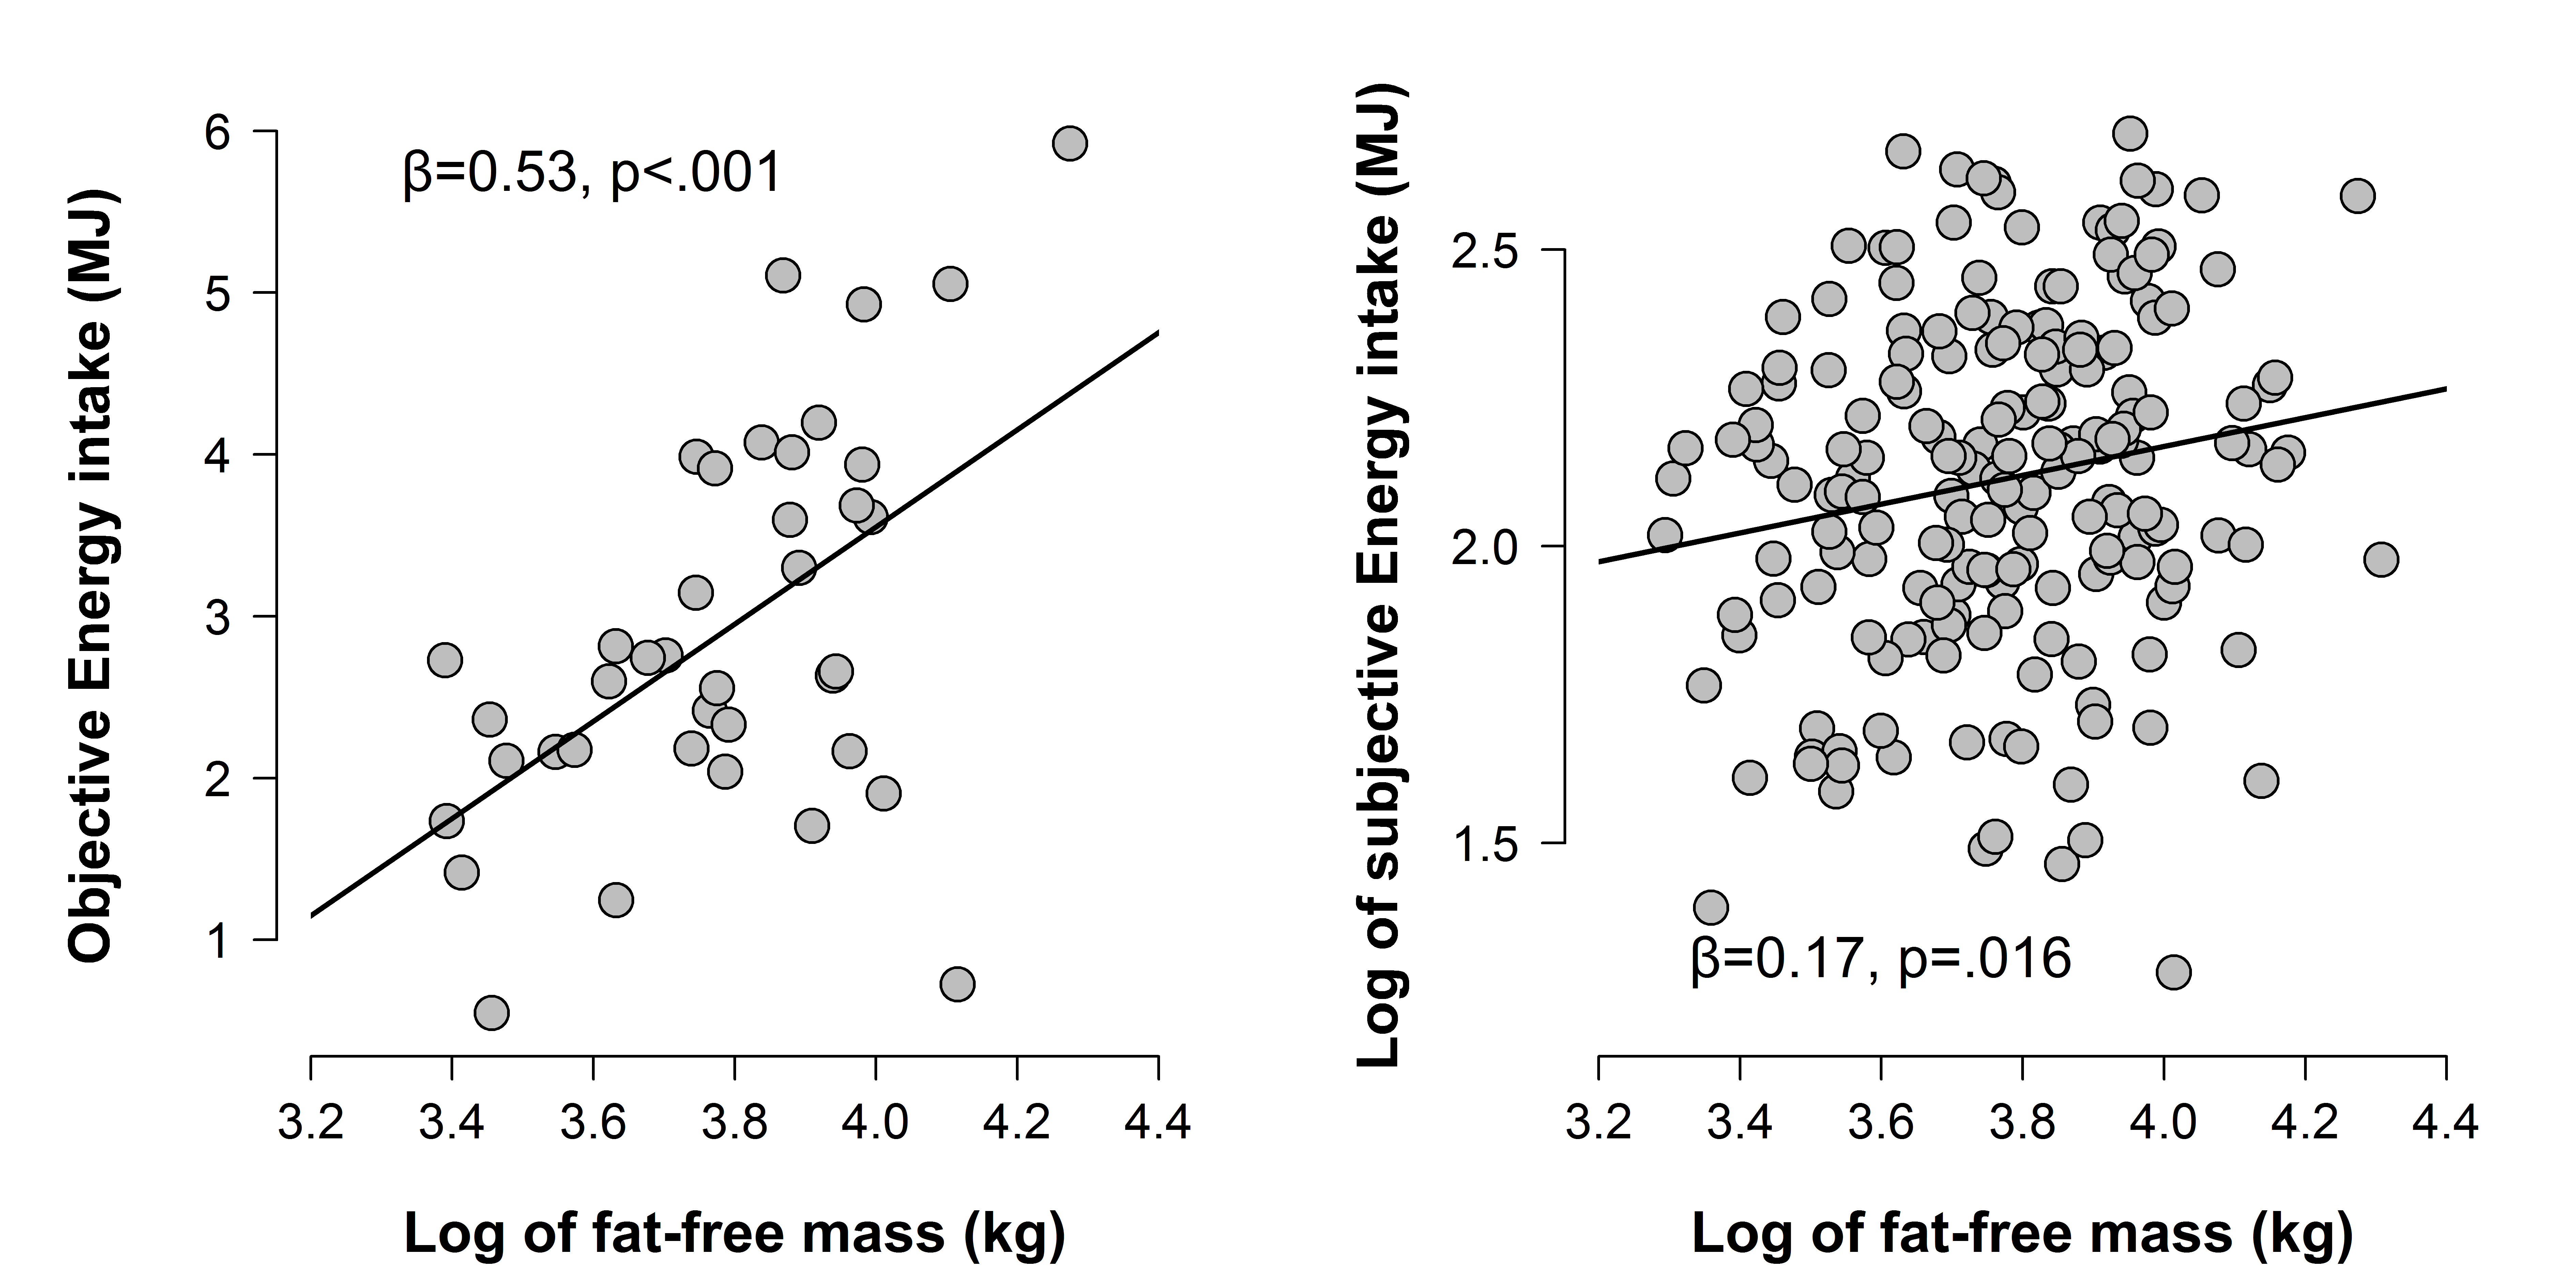 Objective Energy intake (MJ)
6
5
4
3
2
1
β=0.53, p<.001
3.2 3.4 3.6 3.8 4.0 4.2 4.4
Log of fat-free mass (kg)
Log of subjective Energy intake (MJ)
2.5
2.0
1.5
β=0.17, p=.016
3.2 3.4 3.6 3.8 4.0 4.2 4.4
Log of fat-free mass (kg)